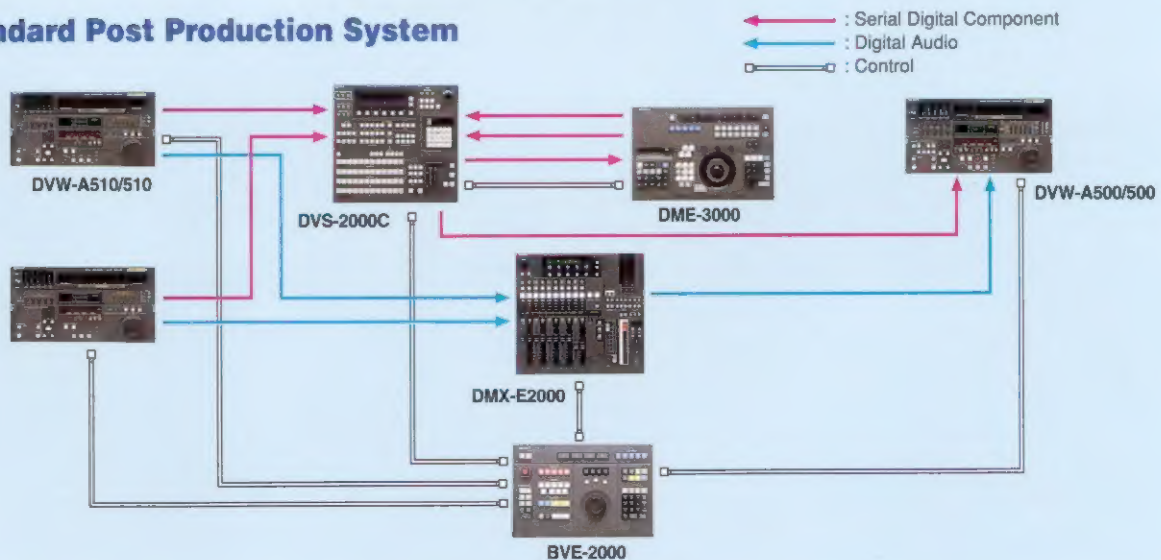 Post Production System
: Serial Digital Component
: Digital Audio
: Control
DVW-A510/510
DVS-2000C
DME-3000
DVW-A500/500
DMX-E2000
BVE-2000